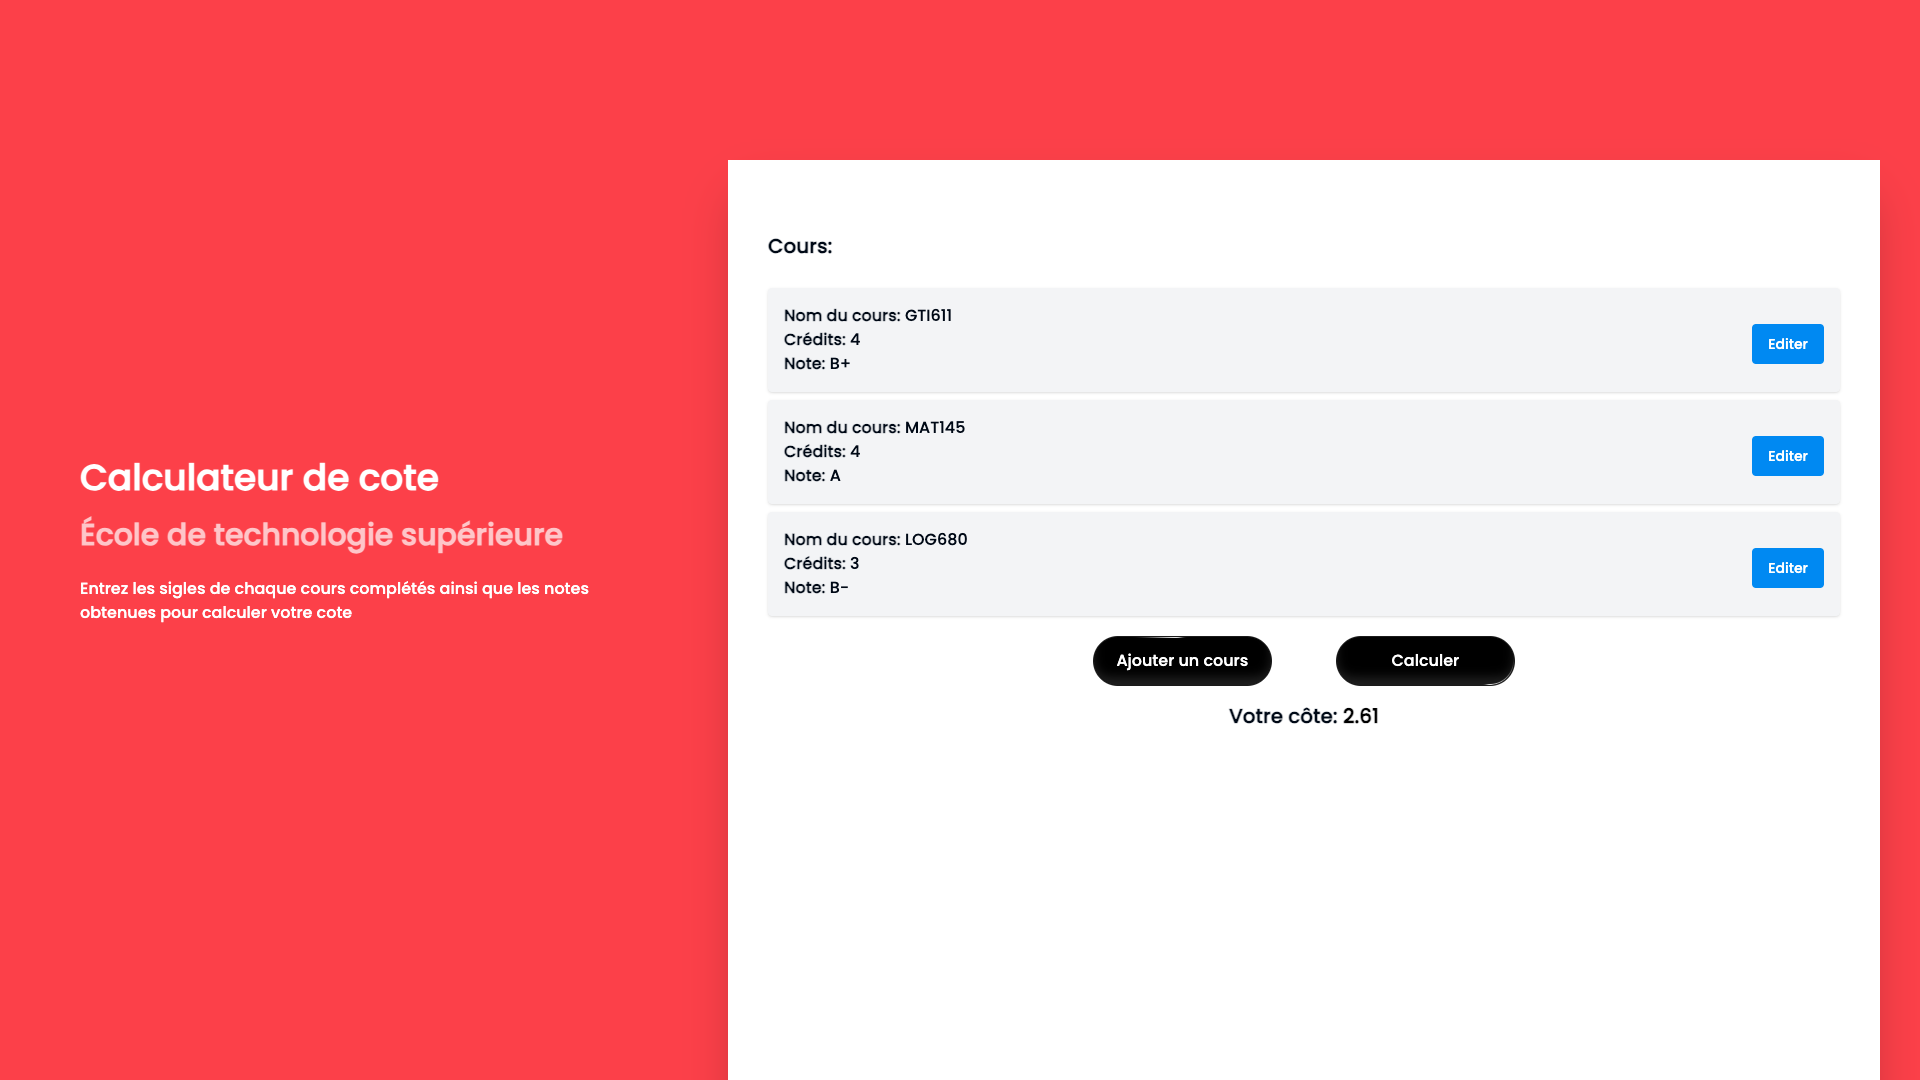 Calculateur de cote
École de technologie supérieure
Entrez les sigles de chaque cours complétés ainsi que les notes
obtenues pour calculer votre cote
Cours:
Nom du cours: GTI611
Crédits: 4
Note: B+
Editer
Nom du cours: MAT145
Crédits: 4
Note: A
Editer
Nom du cours: LOG680
Crédits: 3
Note: B-
Editer
Ajouter un cours
Calculer
Votre côte: 2.61